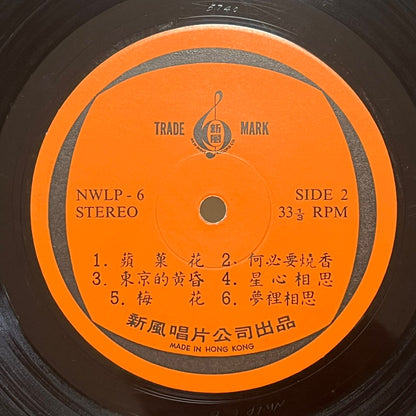 TRADE MARK
新風
NWLP - 6 SIDE 2
STEREO 33⅓ RPM
1. 蘋菓花 2. 何必要燒香
3. 東京的黄昏 4. 星心相思
5. 梅花 6. 夢裡相思
新風唱片公司出品
MADE IN HONG KONG